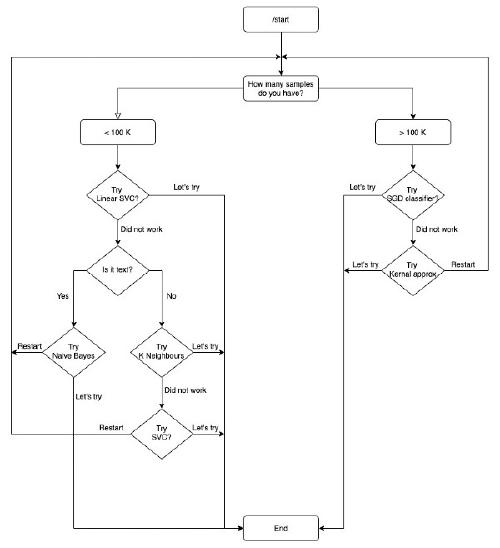 /start
How many samples
do you have?
< 100 K
> 100 K
Try
Linear SVC?
Let's try
Let's try
Try
SGD classifier?
Did not work
Did not work
Is it text?
Let's try
Try
Kernal approx
Restart
Yes
No
Restart
Try
Naive Bayes
Try
K Neighbours
Let's try
Did not work
Let's try
Restart
Try
SVC?
Let's try
End